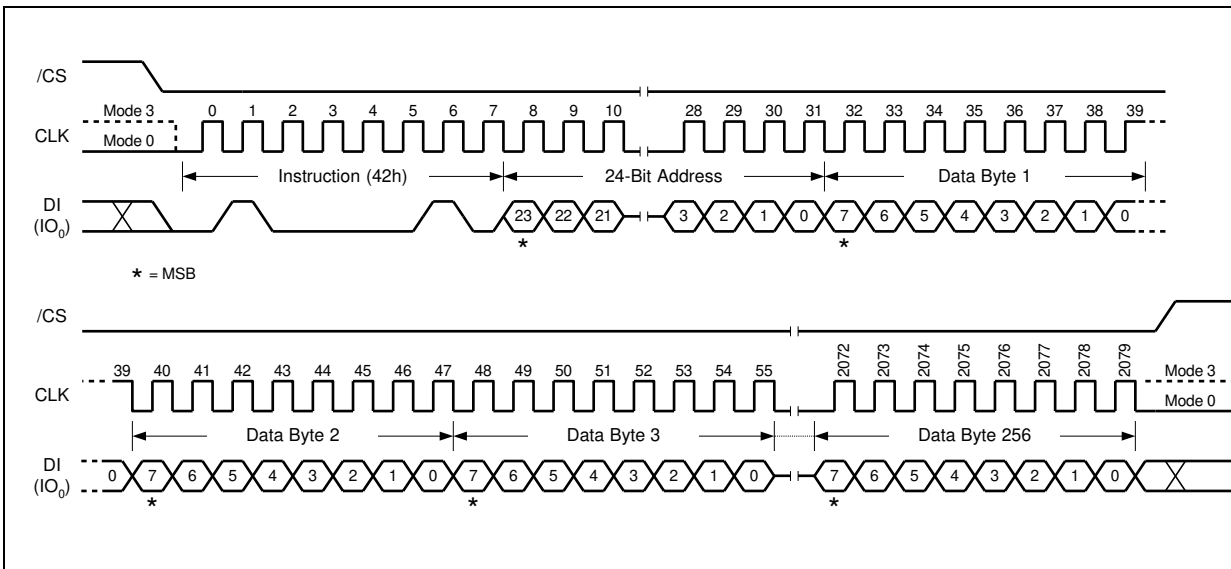 /CS
Mode 3
0 1 2 3 4 5 6 7 8 9 10 28 29 30 31 32 33 34 35 36 37 38 39
CLK
Mode 0
Instruction (42h) 24-Bit Address Data Byte 1
DI
(IO0)
23 22 21 3 2 1 0 7 6 5 4 3 2 1 0
* *
* = MSB
/CS
39 40 41 42 43 44 45 46 47 48 49 50 51 52 53 54 55 2072 2073 2074 2075 2076 2077 2078 2079
Mode 3
CLK
Mode 0
Data Byte 2 Data Byte 3 Data Byte 256
DI
(IO0)
0 7 6 5 4 3 2 1 0 7 6 5 4 3 2 1 0 7 6 5 4 3 2 1 0
* * *